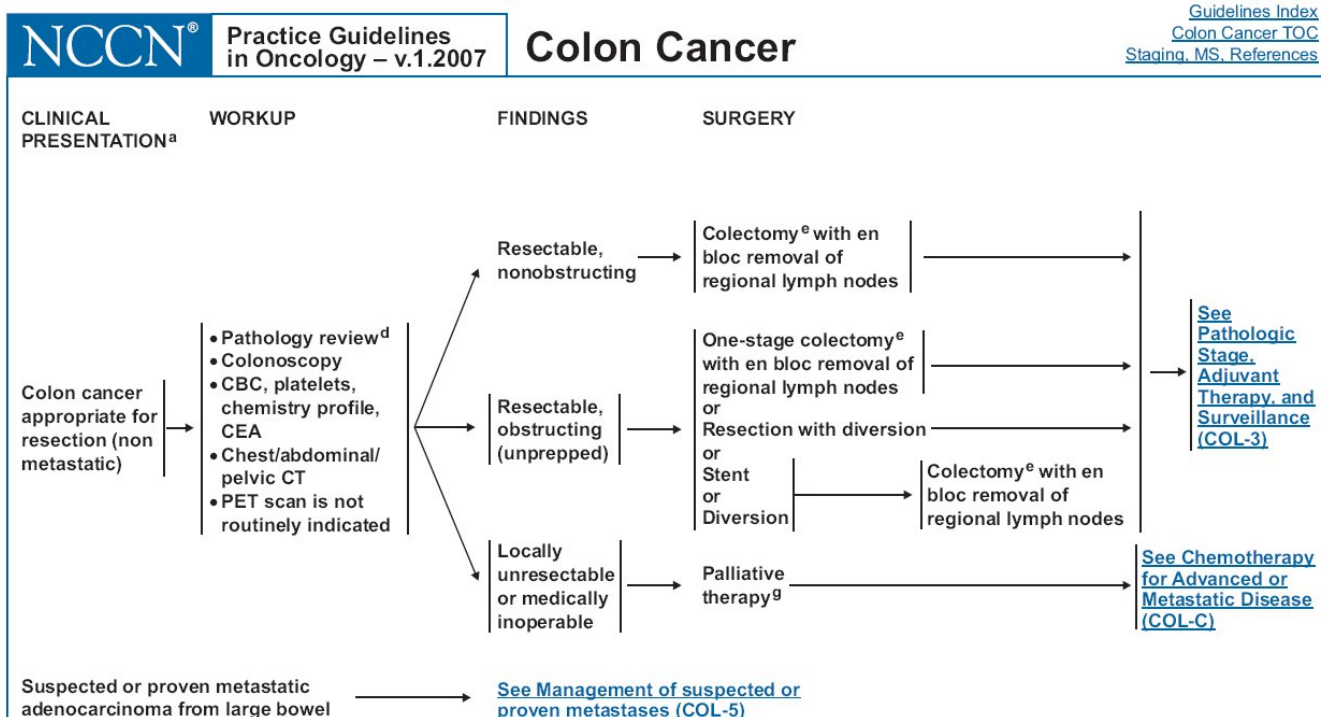 NCCN®
Practice Guidelines
in Oncology – v.1.2007
Colon Cancer
Guidelines Index
Colon Cancer TOC
Staging, MS, References
CLINICAL
PRESENTATIONª
WORKUP
FINDINGS
SURGERY
Colon cancer
appropriate for
resection (non
metastatic)
• Pathology reviewᵈ
• Colonoscopy
• CBC, platelets,
chemistry profile,
CEA
• Chest/abdominal/
pelvic CT
• PET scan is not
routinely indicated
Resectable,
nonobstructing
Colectomyᵉ with en
bloc removal of
regional lymph nodes
Resectable,
obstructing
(unprepped)
One-stage colectomyᵉ
with en bloc removal of
regional lymph nodes
or
Resection with diversion
or
Stent
or
Diversion
Colectomyᵉ with en
bloc removal of
regional lymph nodes
See
Pathologic
Stage,
Adjuvant
Therapy, and
Surveillance
(COL-3)
Locally
unresectable
or medically
inoperable
Palliative
therapyᵍ
See Chemotherapy
for Advanced or
Metastatic Disease
(COL-C)
Suspected or proven metastatic
adenocarcinoma from large bowel
See Management of suspected or
proven metastases (COL-5)